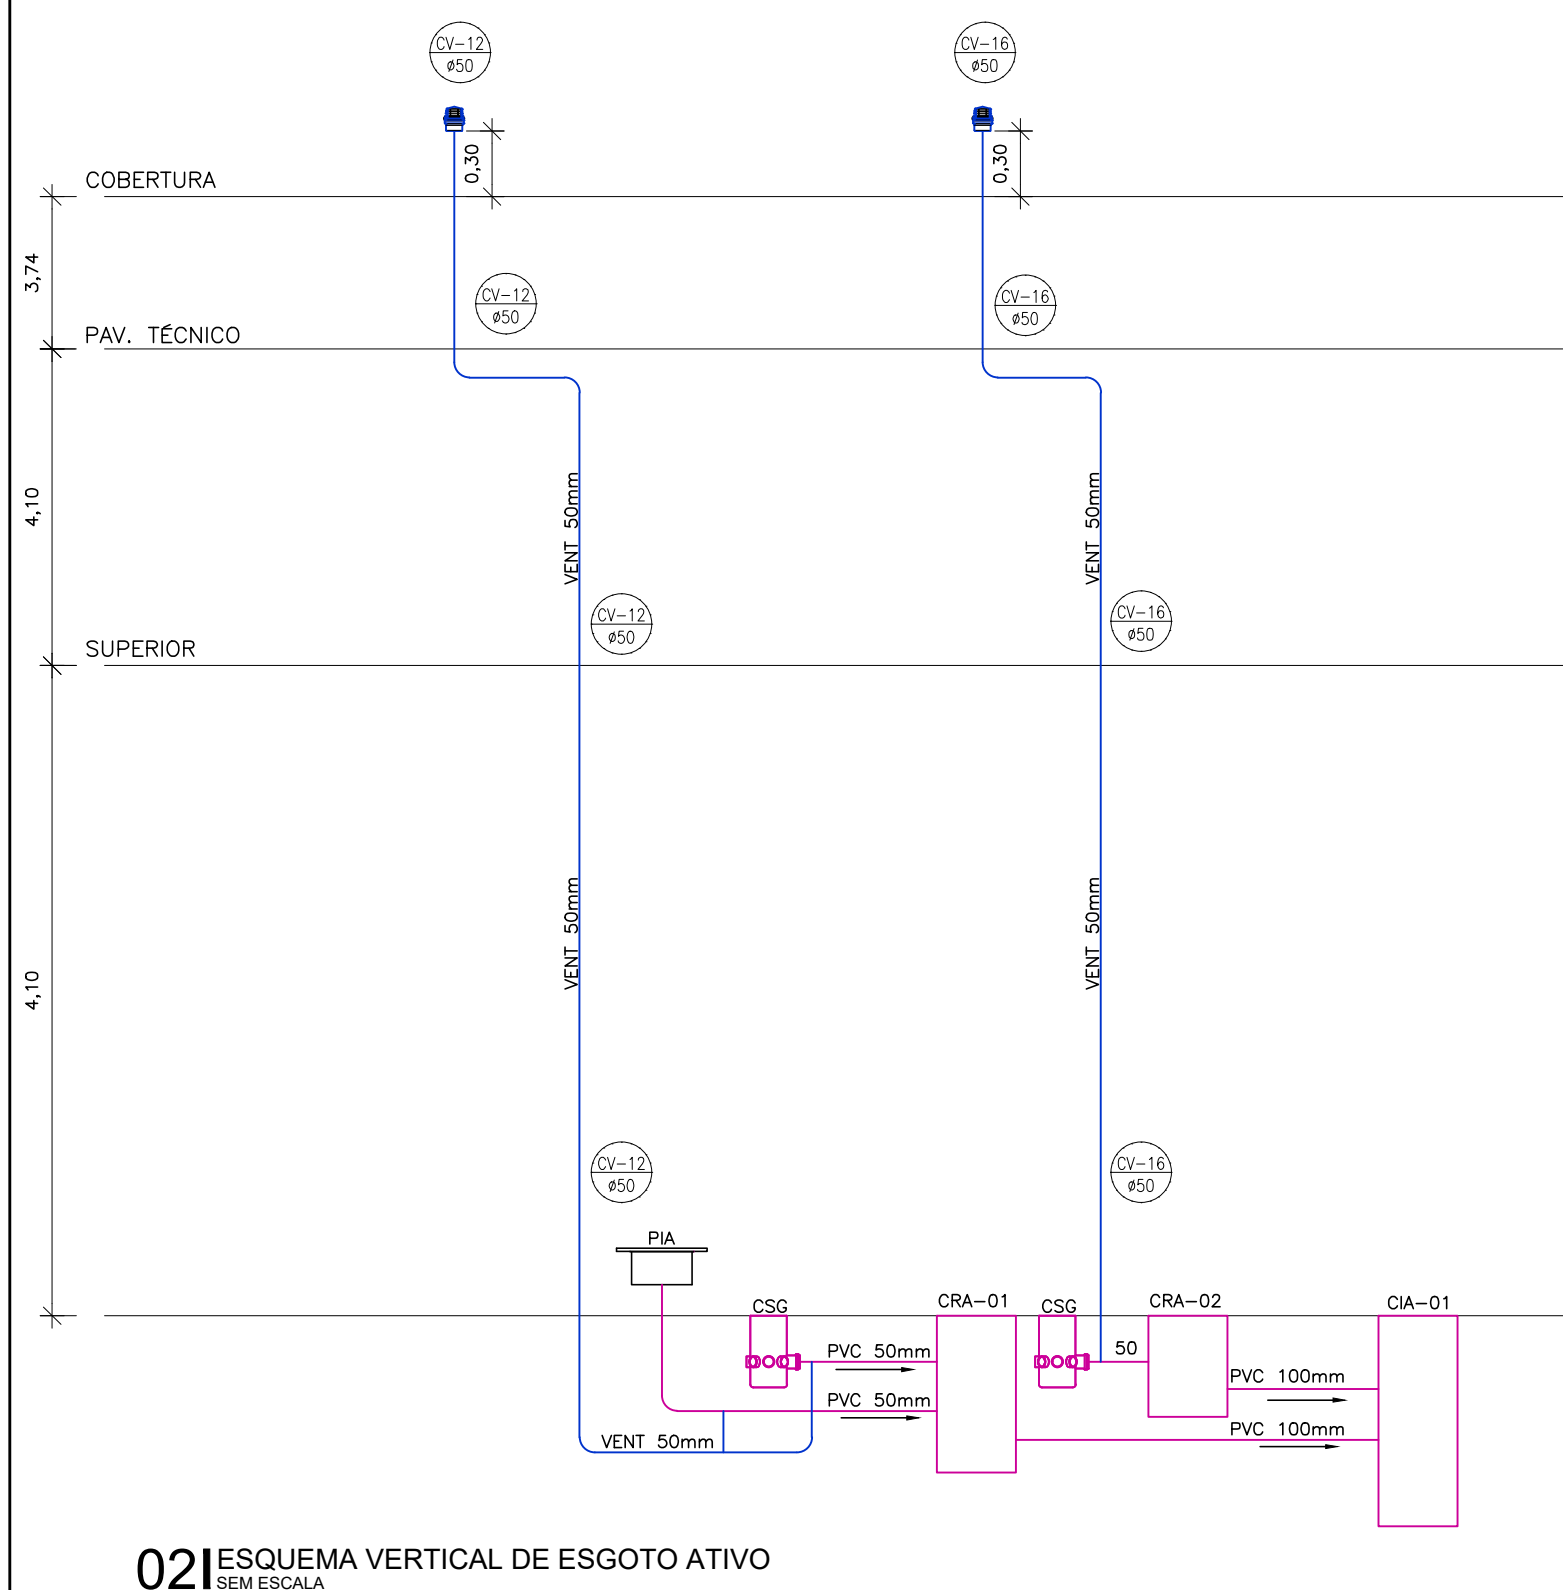 CV-12
ø50
CV-16
ø50
0,30
0,30
COBERTURA
3,74
CV-12
ø50
CV-16
ø50
PAV. TÉCNICO
4,10
VENT 50mm
VENT 50mm
CV-12
ø50
CV-16
ø50
SUPERIOR
4,10
VENT 50mm
VENT 50mm
CV-12
ø50
CV-16
ø50
PIA
CSG
CRA-01
CSG
CRA-02
CIA-01
PVC 50mm
50
PVC 100mm
PVC 50mm
PVC 100mm
VENT 50mm
02 ESQUEMA VERTICAL DE ESGOTO ATIVO
SEM ESCALA